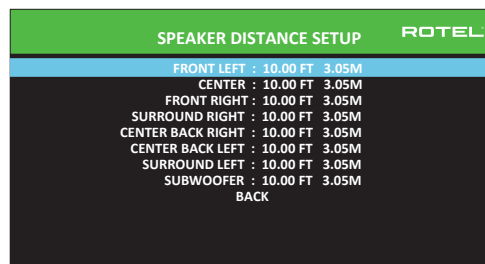 SPEAKER DISTANCE SETUP ROTEL
FRONT LEFT : 10.00 FT 3.05M
CENTER : 10.00 FT 3.05M
FRONT RIGHT : 10.00 FT 3.05M
SURROUND RIGHT : 10.00 FT 3.05M
CENTER BACK RIGHT : 10.00 FT 3.05M
CENTER BACK LEFT : 10.00 FT 3.05M
SURROUND LEFT : 10.00 FT 3.05M
SUBWOOFER : 10.00 FT 3.05M
BACK